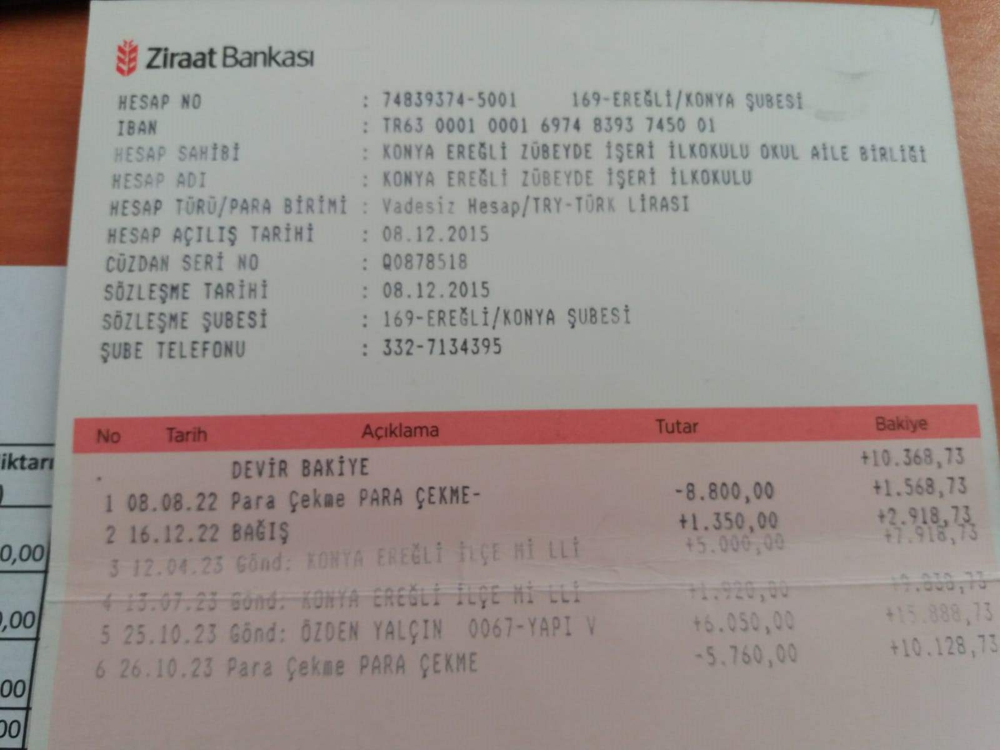 Ziraat Bankası
HESAP NO : 74839374-5001 169-EREĞLİ/KONYA ŞUBESİ
IBAN : TR63 0001 0001 6974 8393 7450 01
HESAP SAHİBİ : KONYA EREĞLİ ZÜBEYDE İŞERİ İLKOKULU OKUL AİLE BİRLİĞİ
HESAP ADI : KONYA EREĞLİ ZÜBEYDE İŞERİ İLKOKULU
HESAP TÜRÜ/PARA BİRİMİ : Vadesiz Hesap/TRY-TÜRK LİRASI
HESAP AÇILIŞ TARİHİ : 08.12.2015
CÜZDAN SERİ NO : Q0878518
SÖZLEŞME TARİHİ : 08.12.2015
SÖZLEŞME ŞUBESİ : 169-EREĞLİ/KONYA ŞUBESİ
ŞUBE TELEFONU : 332-7134395
No Tarih Açıklama Tutar Bakiye
. DEVİR BAKİYE +10.368,73
1 08.08.22 Para Çekme PARA ÇEKME- -8.800,00 +1.568,73
2 16.12.22 BAĞIŞ +1.350,00 +2.918,73
3 12.04.23 Gönd: KONYA EREĞLİ İLÇE Mİ LLİ +5.000,00 +7.918,73
4 13.07.23 Gönd: KONYA EREĞLİ İLÇE Mİ LLİ +1.920,00 +9.838,73
5 25.10.23 Gönd: ÖZDEN YALÇIN 0067-YAPI V +6.050,00 +15.888,73
6 26.10.23 Para Çekme PARA ÇEKME -5.760,00 +10.128,73
iktarı
)
0,00
,00
00
00